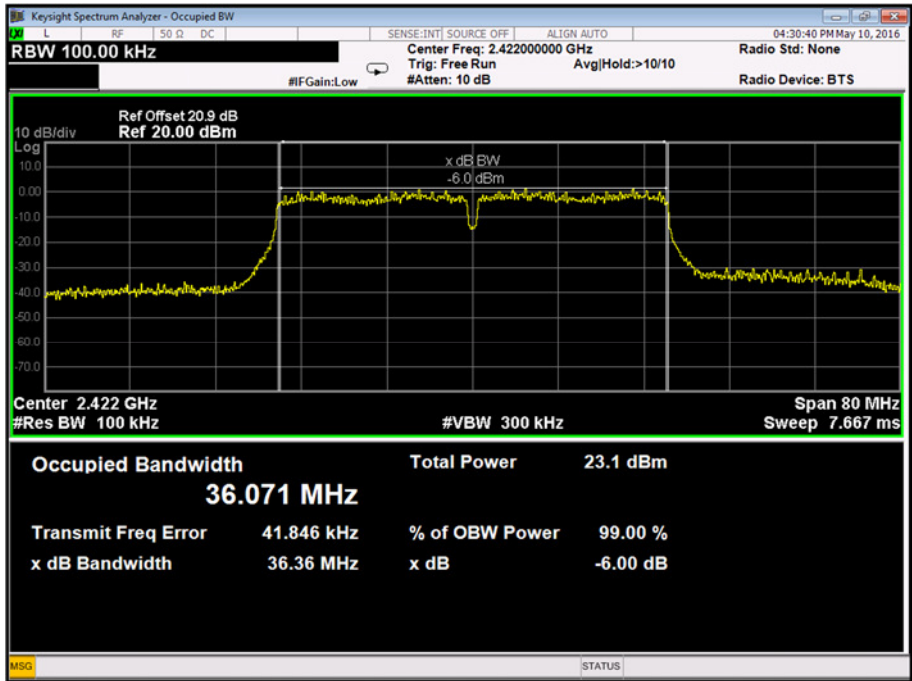 Keysight Spectrum Analyzer - Occupied BW
LXI L RF 50 Ω DC SENSE:INT SOURCE OFF ALIGN AUTO 04:30:40 PM May 10, 2016
RBW 100.00 kHz Center Freq: 2.422000000 GHz Radio Std: None
Trig: Free Run Avg|Hold:>10/10
#IFGain:Low #Atten: 10 dB Radio Device: BTS
Ref Offset 20.9 dB
10 dB/div Ref 20.00 dBm
Log
10.0
0.00
-10.0
-20.0
-30.0
-40.0
-50.0
-60.0
-70.0
x dB BW
-6.0 dBm
Center 2.422 GHz Span 80 MHz
#Res BW 100 kHz #VBW 300 kHz Sweep 7.667 ms
Occupied Bandwidth Total Power 23.1 dBm
36.071 MHz
Transmit Freq Error 41.846 kHz % of OBW Power 99.00 %
x dB Bandwidth 36.36 MHz x dB -6.00 dB
MSG STATUS